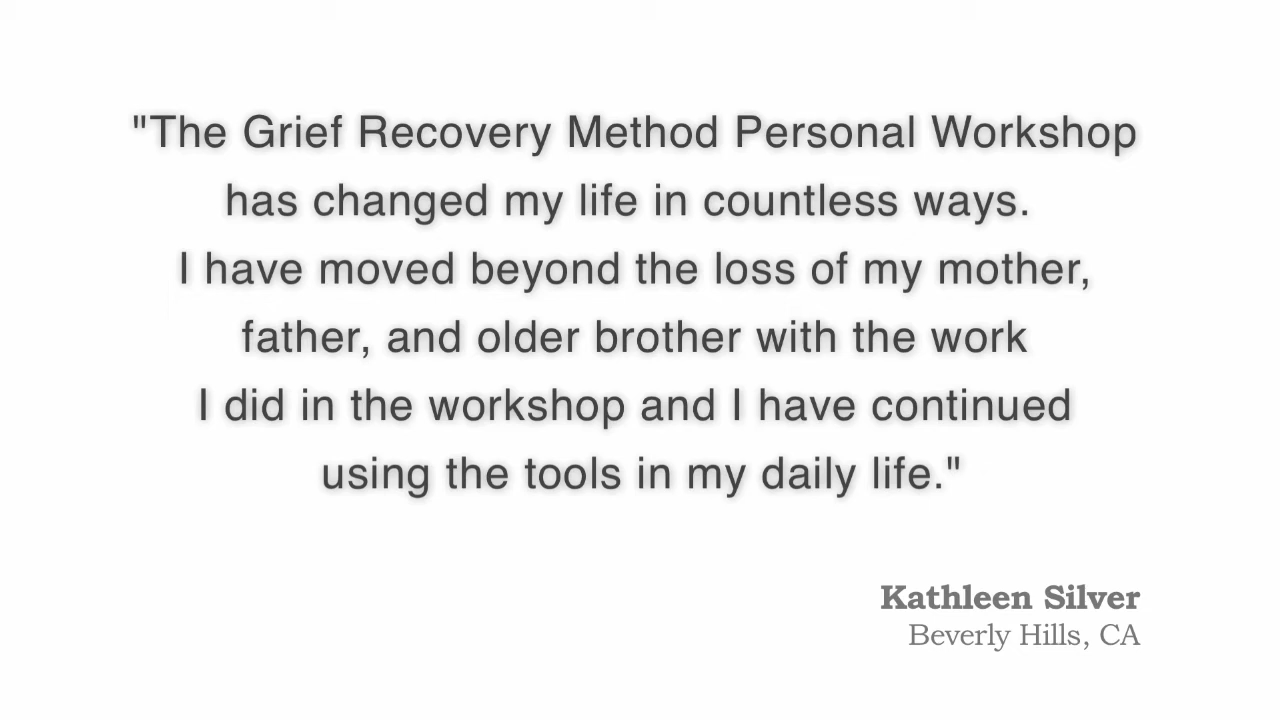 "The Grief Recovery Method Personal Workshop
has changed my life in countless ways.
I have moved beyond the loss of my mother,
father, and older brother with the work
I did in the workshop and I have continued
using the tools in my daily life."
Kathleen Silver
Beverly Hills, CA